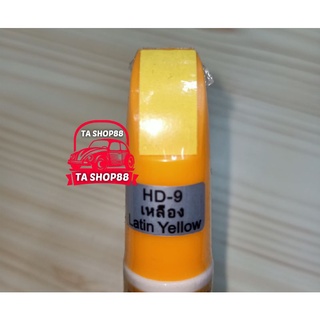 TA SHOP88
TA SHOP88
HD-9
เหลือง
Latin Yellow